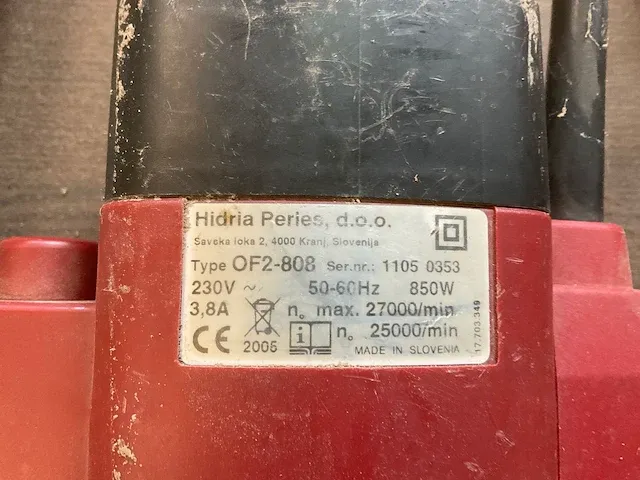 Hidria Peries, d.o.o.
Savska loka 2, 4000 Kranj, Slovenija
Type OF2-808 Ser.nr.: 1105 0353
230V ~ 50-60Hz 850W
3,8A n₀ max. 27000/min
n₀ 25000/min
CE 2005 i MADE IN SLOVENIA
17.703.349